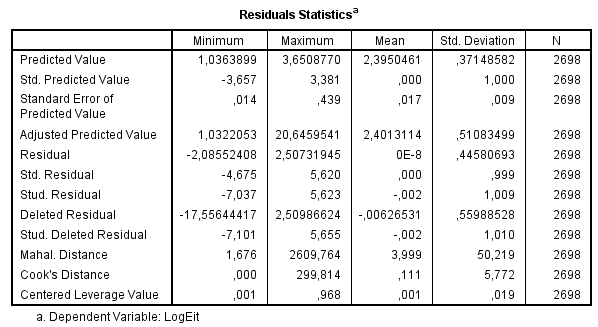 Residuals Statisticsa
Minimum Maximum Mean Std. Deviation N
Predicted Value 1,0363899 3,6508770 2,3950461 ,37148582 2698
Std. Predicted Value -3,657 3,381 ,000 1,000 2698
Standard Error of Predicted Value ,014 ,439 ,017 ,009 2698
Adjusted Predicted Value 1,0322053 20,6459541 2,4013114 ,51083499 2698
Residual -2,08552408 2,50731945 0E-8 ,44580693 2698
Std. Residual -4,675 5,620 ,000 ,999 2698
Stud. Residual -7,037 5,623 -,002 1,009 2698
Deleted Residual -17,55644417 2,50986624 -,00626531 ,55988528 2698
Stud. Deleted Residual -7,101 5,655 -,002 1,010 2698
Mahal. Distance 1,676 2609,764 3,999 50,219 2698
Cook's Distance ,000 299,814 ,111 5,772 2698
Centered Leverage Value ,001 ,968 ,001 ,019 2698
a. Dependent Variable: LogEit